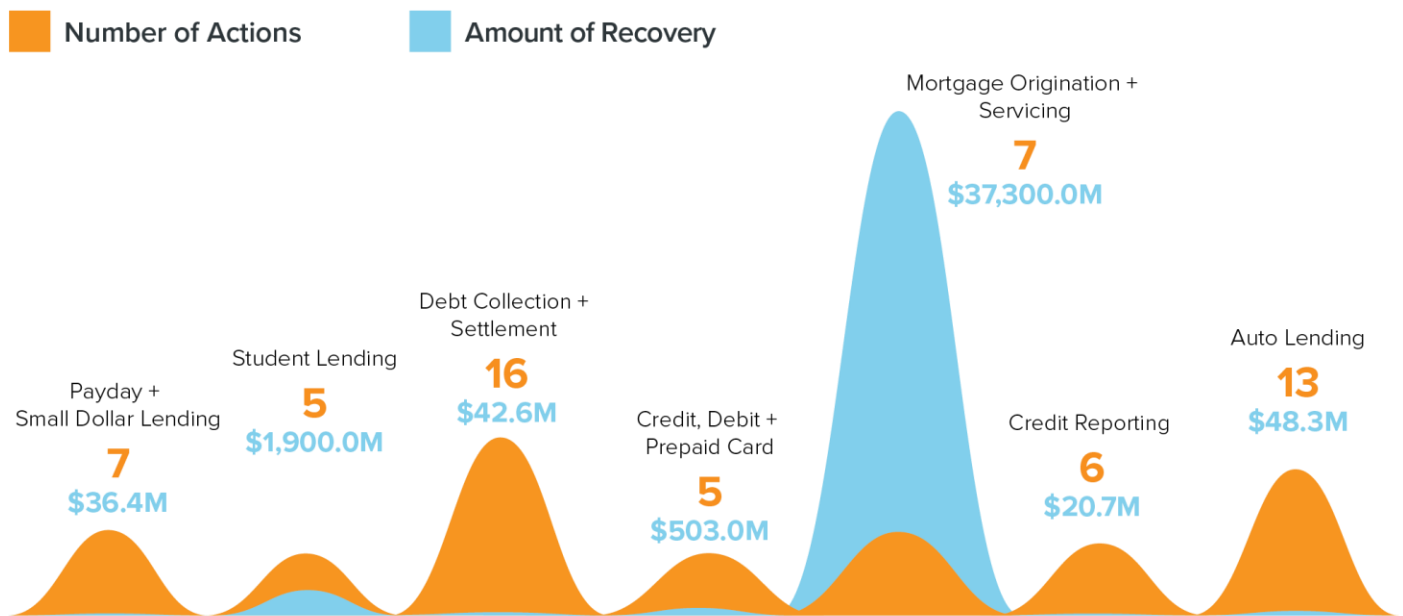 Number of Actions
Amount of Recovery
Payday +
Small Dollar Lending
7
$36.4M
Student Lending
5
$1,900.0M
Debt Collection +
Settlement
16
$42.6M
Credit, Debit +
Prepaid Card
5
$503.0M
Mortgage Origination +
Servicing
7
$37,300.0M
Credit Reporting
6
$20.7M
Auto Lending
13
$48.3M